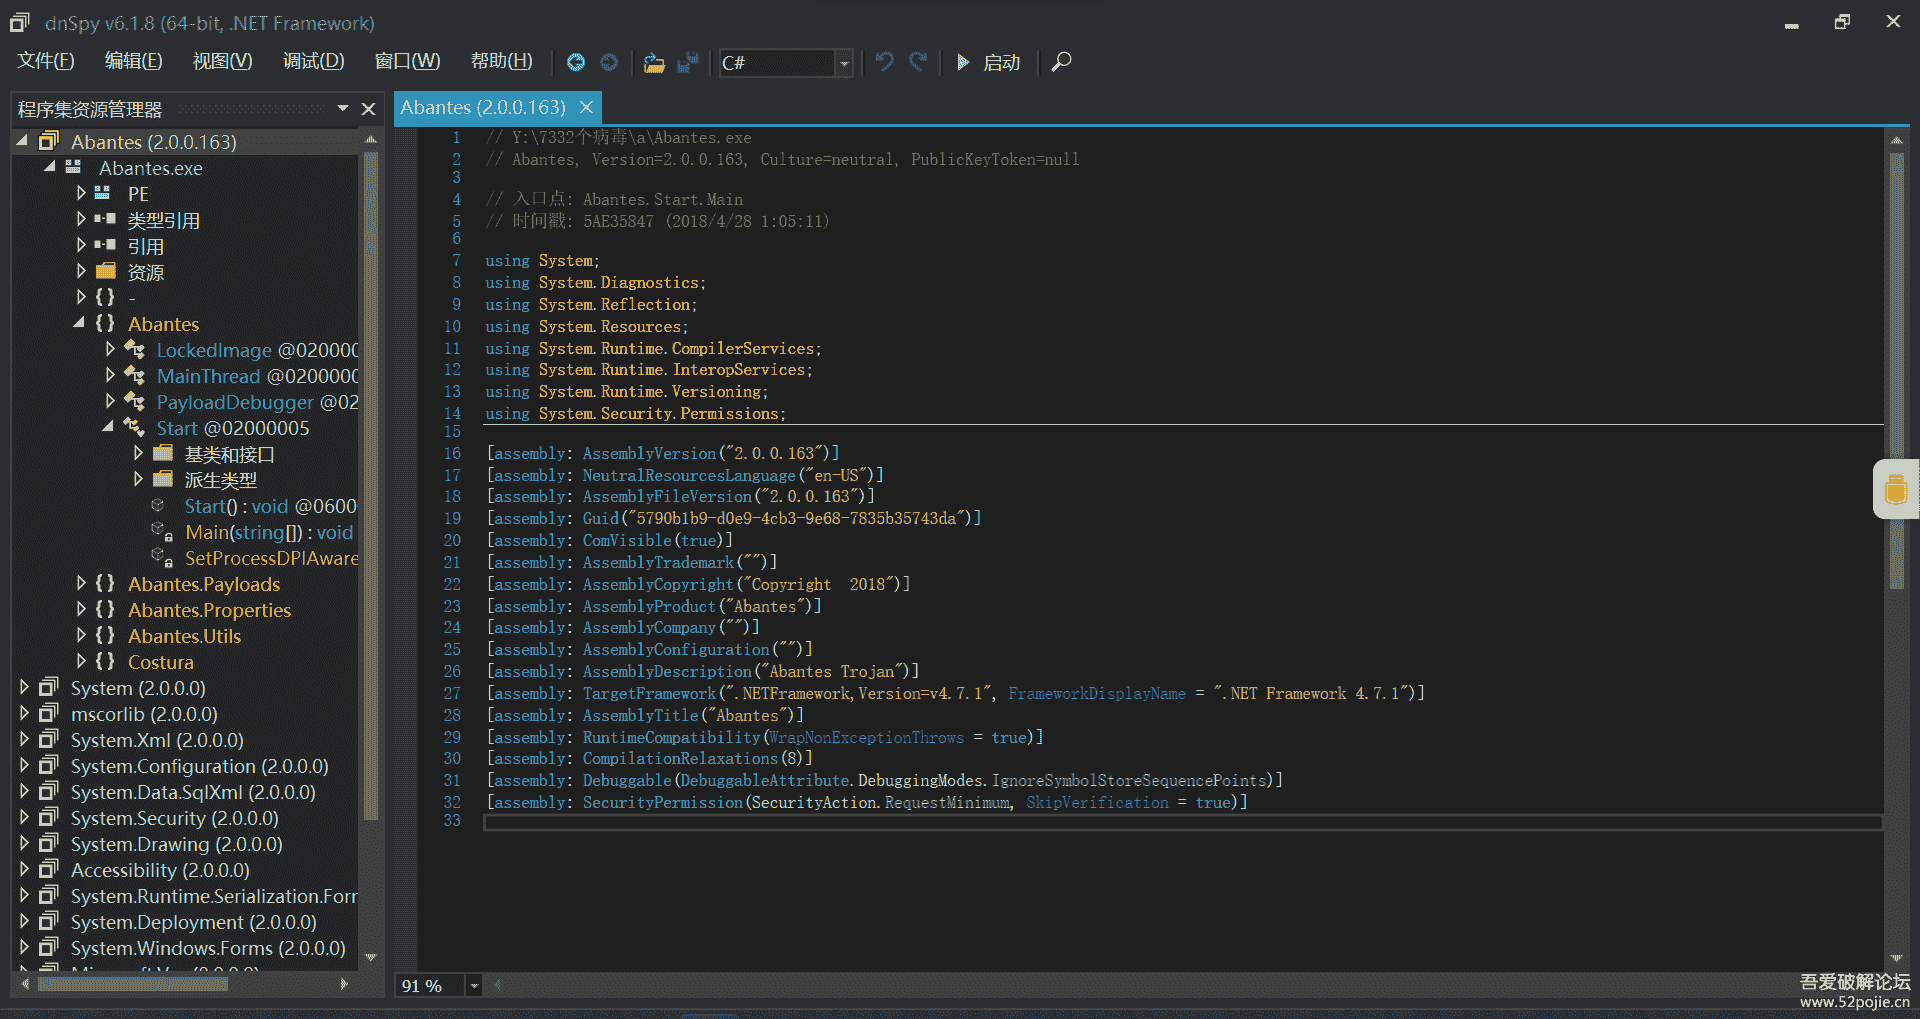 dnSpy v6.1.8 (64-bit, .NET Framework)
文件(F) 编辑(E) 视图(V) 调试(D) 窗口(W) 帮助(H) C# 启动
程序集资源管理器
Abantes (2.0.0.163)
Abantes.exe
PE
类型引用
引用
资源
{ } -
{ } Abantes
LockedImage @020000
MainThread @0200000
PayloadDebugger @02
Start @02000005
基类和接口
派生类型
Start() : void @0600
Main(string[]) : void
SetProcessDPIAware
{ } Abantes.Payloads
{ } Abantes.Properties
{ } Abantes.Utils
{ } Costura
System (2.0.0.0)
mscorlib (2.0.0.0)
System.Xml (2.0.0.0)
System.Configuration (2.0.0.0)
System.Data.SqlXml (2.0.0.0)
System.Security (2.0.0.0)
System.Drawing (2.0.0.0)
Accessibility (2.0.0.0)
System.Runtime.Serialization.For
System.Deployment (2.0.0.0)
System.Windows.Forms (2.0.0.0)
Abantes (2.0.0.163)
1 // Y:\7332个病毒\a\Abantes.exe
2 // Abantes, Version=2.0.0.163, Culture=neutral, PublicKeyToken=null
3
4 // 入口点: Abantes.Start.Main
5 // 时间戳: 5AE35847 (2018/4/28 1:05:11)
6
7 using System;
8 using System.Diagnostics;
9 using System.Reflection;
10 using System.Resources;
11 using System.Runtime.CompilerServices;
12 using System.Runtime.InteropServices;
13 using System.Runtime.Versioning;
14 using System.Security.Permissions;
15
16 [assembly: AssemblyVersion("2.0.0.163")]
17 [assembly: NeutralResourcesLanguage("en-US")]
18 [assembly: AssemblyFileVersion("2.0.0.163")]
19 [assembly: Guid("5790b1b9-d0e9-4cb3-9e68-7835b35743da")]
20 [assembly: ComVisible(true)]
21 [assembly: AssemblyTrademark("")]
22 [assembly: AssemblyCopyright("Copyright  2018")]
23 [assembly: AssemblyProduct("Abantes")]
24 [assembly: AssemblyCompany("")]
25 [assembly: AssemblyConfiguration("")]
26 [assembly: AssemblyDescription("Abantes Trojan")]
27 [assembly: TargetFramework(".NETFramework,Version=v4.7.1", FrameworkDisplayName = ".NET Framework 4.7.1")]
28 [assembly: AssemblyTitle("Abantes")]
29 [assembly: RuntimeCompatibility(WrapNonExceptionThrows = true)]
30 [assembly: CompilationRelaxations(8)]
31 [assembly: Debuggable(DebuggableAttribute.DebuggingModes.IgnoreSymbolStoreSequencePoints)]
32 [assembly: SecurityPermission(SecurityAction.RequestMinimum, SkipVerification = true)]
33
91 %
吾爱破解论坛
www.52pojie.cn